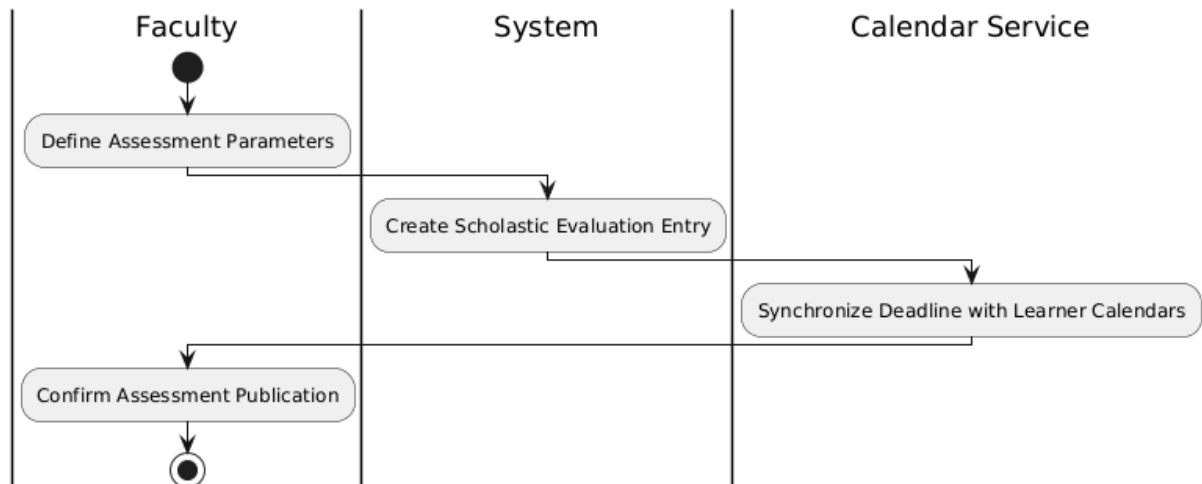 Faculty
System
Calendar Service
Define Assessment Parameters
Create Scholastic Evaluation Entry
Synchronize Deadline with Learner Calendars
Confirm Assessment Publication